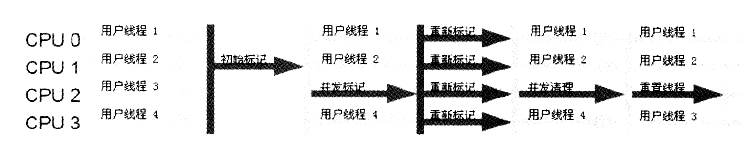 CPU 0 用户线程 1 用户线程 1 重新标记 用户线程 1 用户线程 1
CPU 1 用户线程 2 初始标记 用户线程 2 重新标记 用户线程 2 用户线程 2
CPU 2 用户线程 3 并发标记 重新标记 并发清理 重置线程
CPU 3 用户线程 4 用户线程 4 重新标记 用户线程 4 用户线程 3